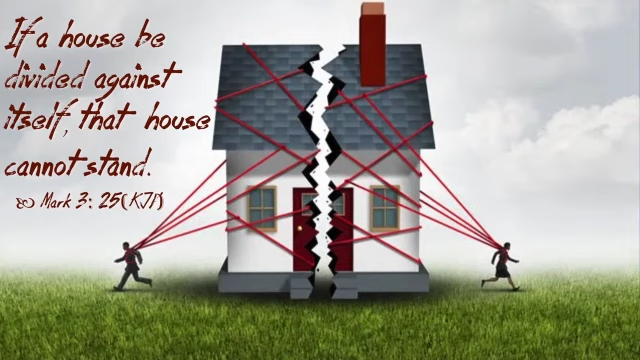 If a house be
divided against
itself, that house
cannot stand.
Mark 3: 25(KJV)